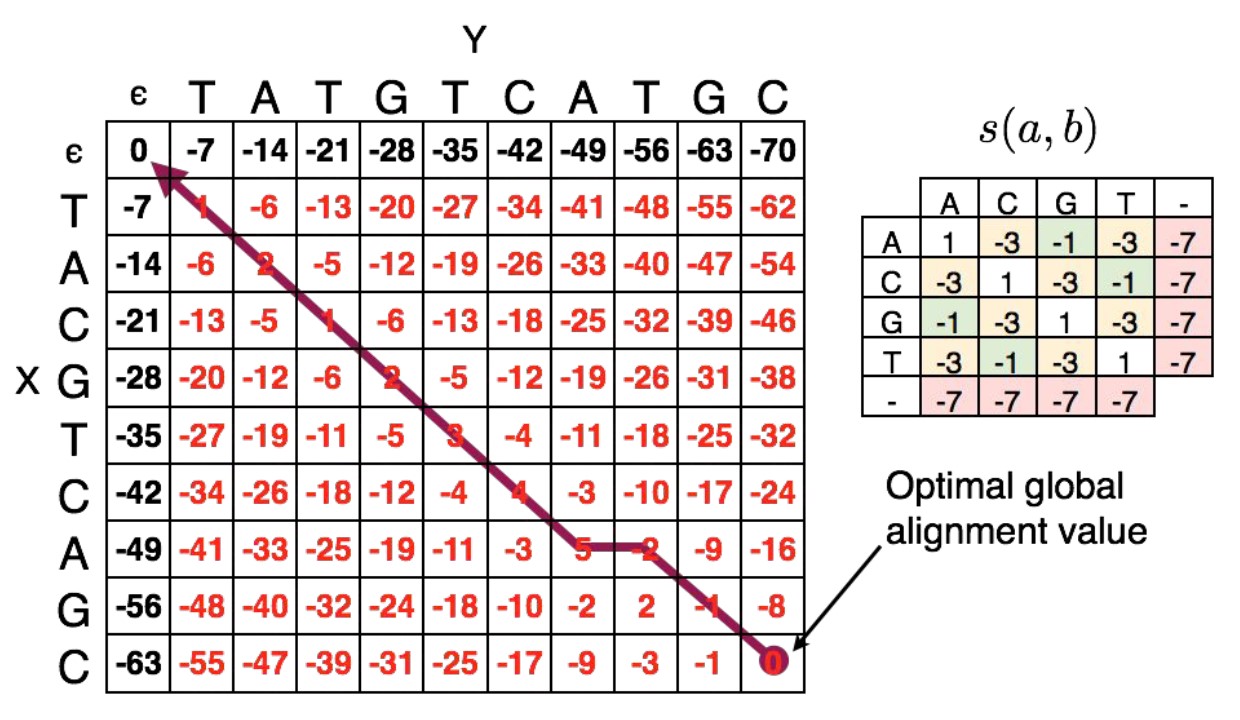 Y
ϵ T A T G T C A T G C
ϵ 0 -7 -14 -21 -28 -35 -42 -49 -56 -63 -70
T -7 1 -6 -13 -20 -27 -34 -41 -48 -55 -62
A -14 -6 2 -5 -12 -19 -26 -33 -40 -47 -54
C -21 -13 -5 1 -6 -13 -18 -25 -32 -39 -46
X G -28 -20 -12 -6 2 -5 -12 -19 -26 -31 -38
T -35 -27 -19 -11 -5 3 -4 -11 -18 -25 -32
C -42 -34 -26 -18 -12 -4 4 -3 -10 -17 -24
A -49 -41 -33 -25 -19 -11 -3 5 -2 -9 -16
G -56 -48 -40 -32 -24 -18 -10 -2 2 -1 -8
C -63 -55 -47 -39 -31 -25 -17 -9 -3 -1 0
s(a, b)
A C G T -
A 1 -3 -1 -3 -7
C -3 1 -3 -1 -7
G -1 -3 1 -3 -7
T -3 -1 -3 1 -7
- -7 -7 -7 -7
Optimal global
alignment value